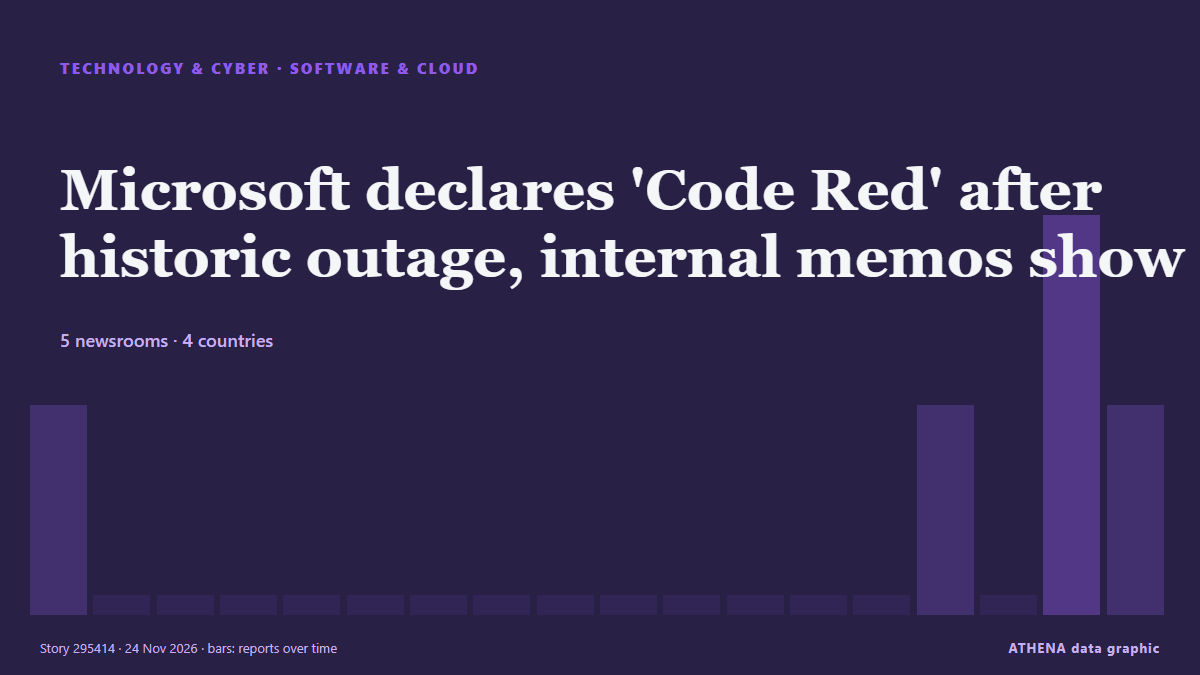 TECHNOLOGY & CYBER · SOFTWARE & CLOUD
Microsoft declares 'Code Red' after
historic outage, internal memos show
5 newsrooms · 4 countries
Story 295414 · 24 Nov 2026 · bars: reports over time
ATHENA data graphic